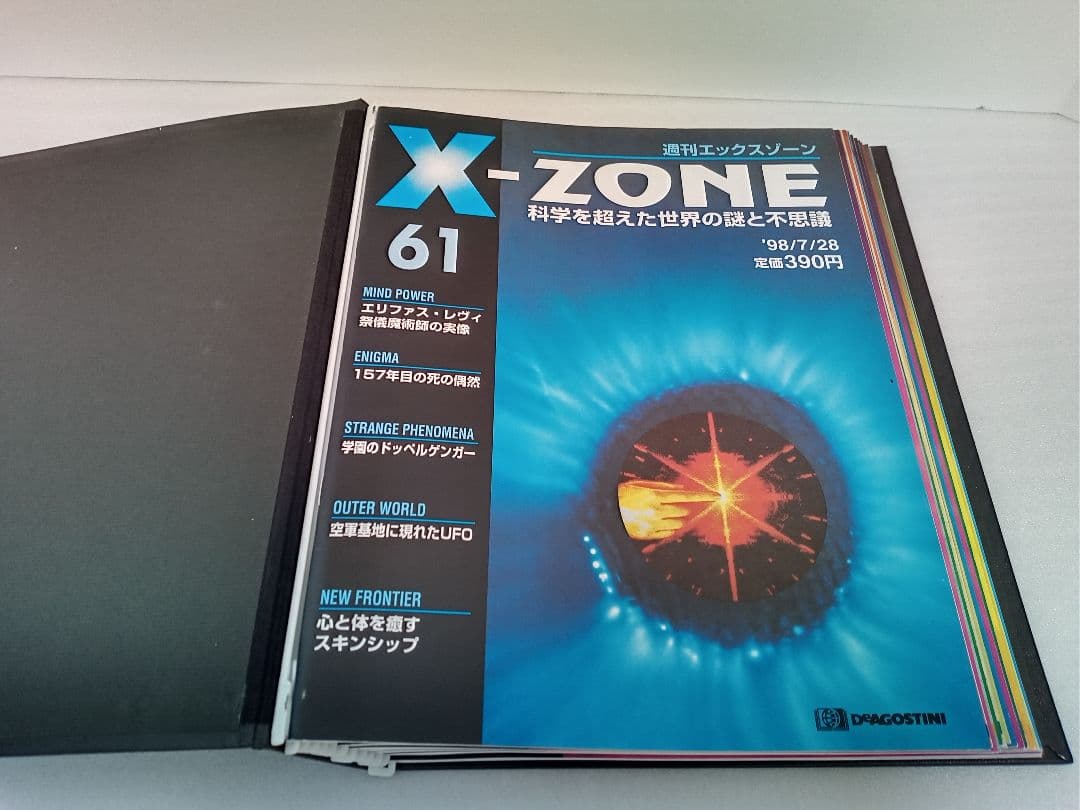 週刊エックスゾーン
X-ZONE
科学を超えた世界の謎と不思議
'98/7/28
定価390円
61
MIND POWER
エリファス・レヴィ
祭儀魔術師の実像
ENIGMA
157年目の死の偶然
STRANGE PHENOMENA
学園のドッペルゲンガー
OUTER WORLD
空軍基地に現れたUFO
NEW FRONTIER
心と体を癒す
スキンシップ
DeAGOSTINI